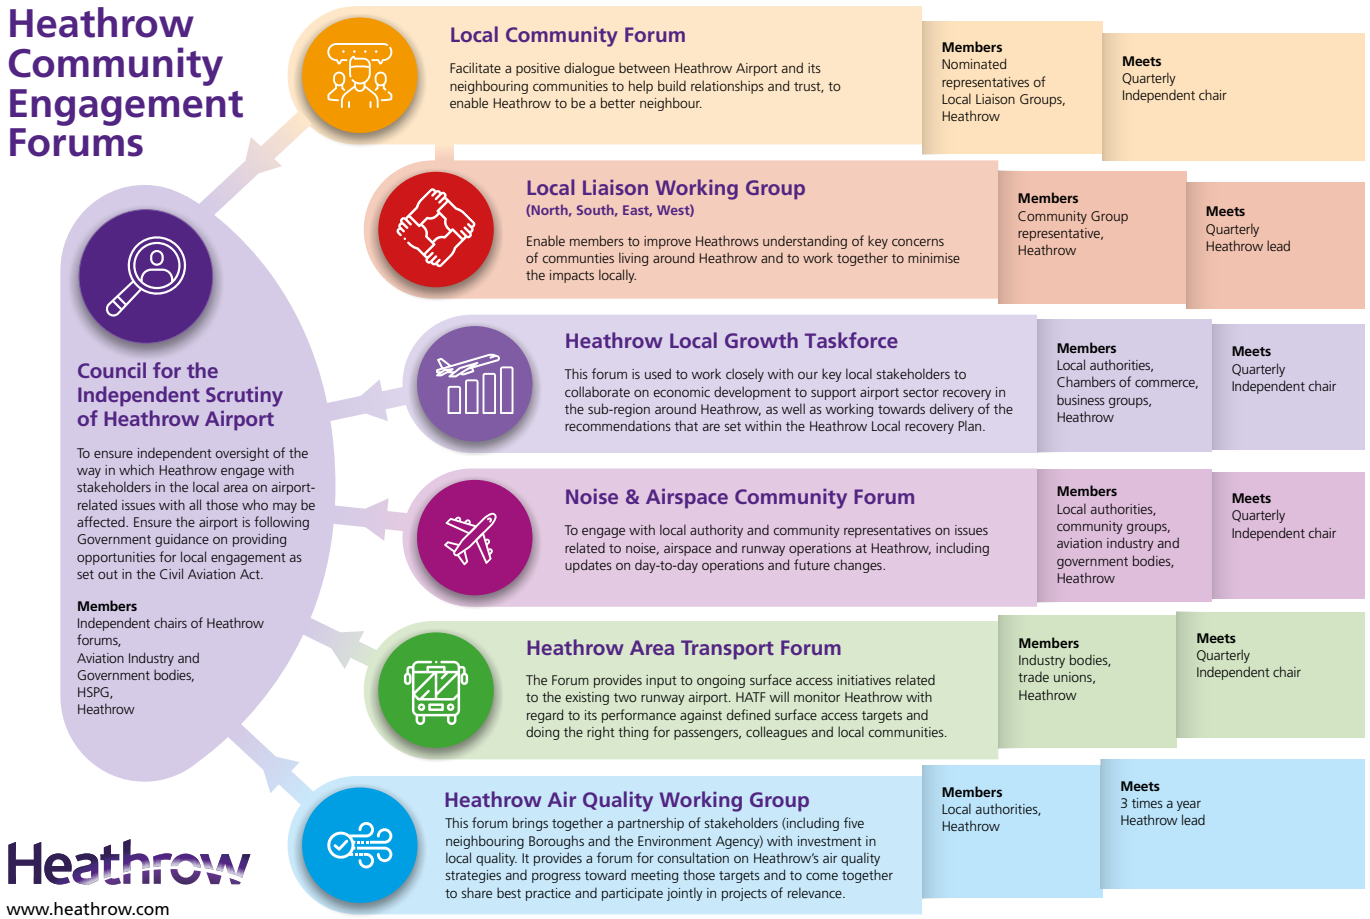 Heathrow
Community
Engagement
Forums
Local Community Forum
Facilitate a positive dialogue between Heathrow Airport and its
neighbouring communities to help build relationships and trust, to
enable Heathrow to be a better neighbour.
Members
Nominated
representatives of
Local Liaison Groups,
Heathrow
Meets
Quarterly
Independent chair
Local Liaison Working Group
(North, South, East, West)
Enable members to improve Heathrows understanding of key concerns
of communties living around Heathrow and to work together to minimise
the impacts locally.
Members
Community Group
representative,
Heathrow
Meets
Quarterly
Heathrow lead
Council for the
Independent Scrutiny
of Heathrow Airport
To ensure independent oversight of the
way in which Heathrow engage with
stakeholders in the local area on airport-
related issues with all those who may be
affected. Ensure the airport is following
Government guidance on providing
opportunities for local engagement as
set out in the Civil Aviation Act.
Members
Independent chairs of Heathrow
forums,
Aviation Industry and
Government bodies,
HSPG,
Heathrow
Heathrow Local Growth Taskforce
This forum is used to work closely with our key local stakeholders to
collaborate on economic development to support airport sector recovery in
the sub-region around Heathrow, as well as working towards delivery of the
recommendations that are set within the Heathrow Local recovery Plan.
Members
Local authorities,
Chambers of commerce,
business groups,
Heathrow
Meets
Quarterly
Independent chair
Noise & Airspace Community Forum
To engage with local authority and community representatives on issues
related to noise, airspace and runway operations at Heathrow, including
updates on day-to-day operations and future changes.
Members
Local authorities,
community groups,
aviation industry and
government bodies,
Heathrow
Meets
Quarterly
Independent chair
Heathrow Area Transport Forum
The Forum provides input to ongoing surface access initiatives related
to the existing two runway airport. HATF will monitor Heathrow with
regard to its performance against defined surface access targets and
doing the right thing for passengers, colleagues and local communities.
Members
Industry bodies,
trade unions,
Heathrow
Meets
Quarterly
Independent chair
Heathrow Air Quality Working Group
This forum brings together a partnership of stakeholders (including five
neighbouring Boroughs and the Environment Agency) with investment in
local quality. It provides a forum for consultation on Heathrow's air quality
strategies and progress toward meeting those targets and to come together
to share best practice and participate jointly in projects of relevance.
Members
Local authorities,
Heathrow
Meets
3 times a year
Heathrow lead
Heathrow
www.heathrow.com